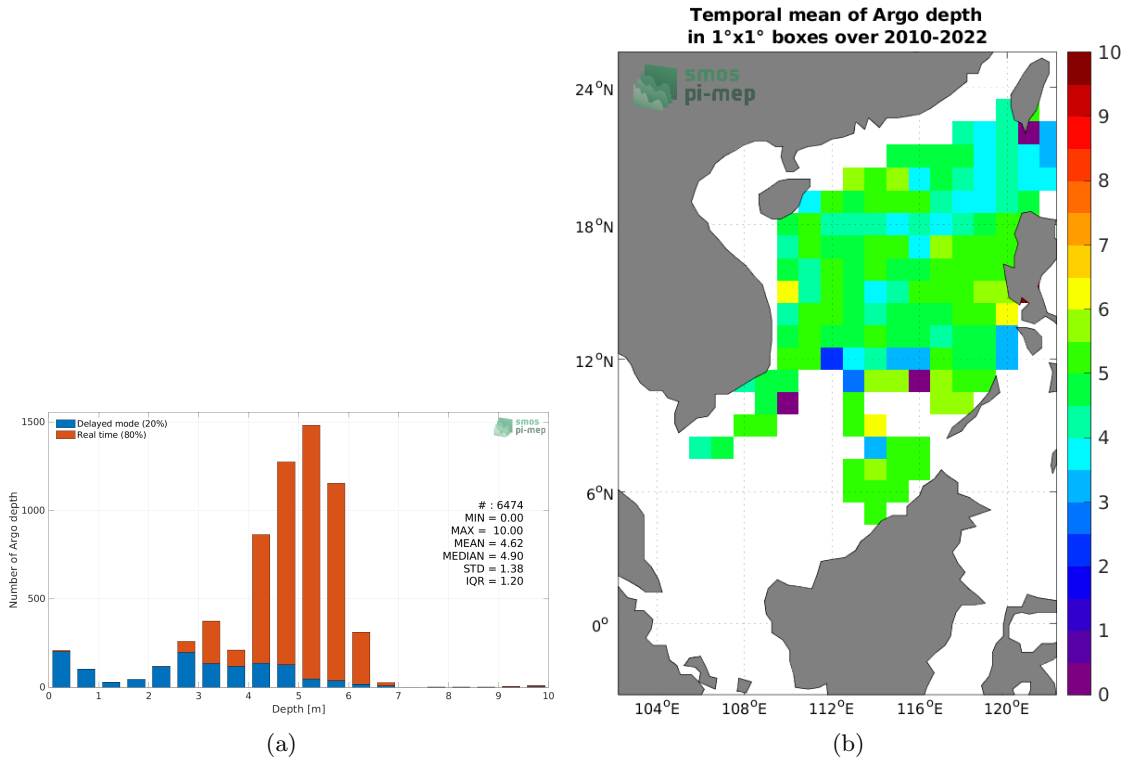 1500
1000
500
0
Number of Argo depth
Delayed mode (20%)
Real time (80%)
smos
pi-mep
# : 6474
MIN = 0.00
MAX = 10.00
MEAN = 4.62
MEDIAN = 4.90
STD = 1.38
IQR = 1.20
0 1 2 3 4 5 6 7 8 9 10
Depth [m]
(a)
Temporal mean of Argo depth
in 1°x1° boxes over 2010-2022
smos
pi-mep
24°N
18°N
12°N
6°N
0°
104°E 108°E 112°E 116°E 120°E
10
9
8
7
6
5
4
3
2
1
0
(b)